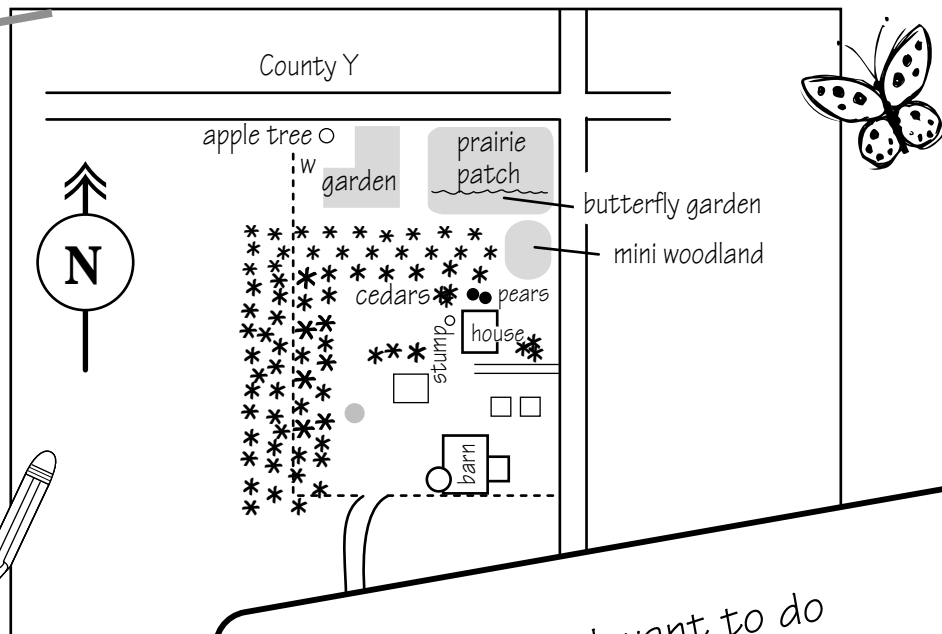 County Y
apple tree
w
garden
prairie
patch
butterfly garden
mini woodland
N
cedars
pears
stump
house
barn
want to do